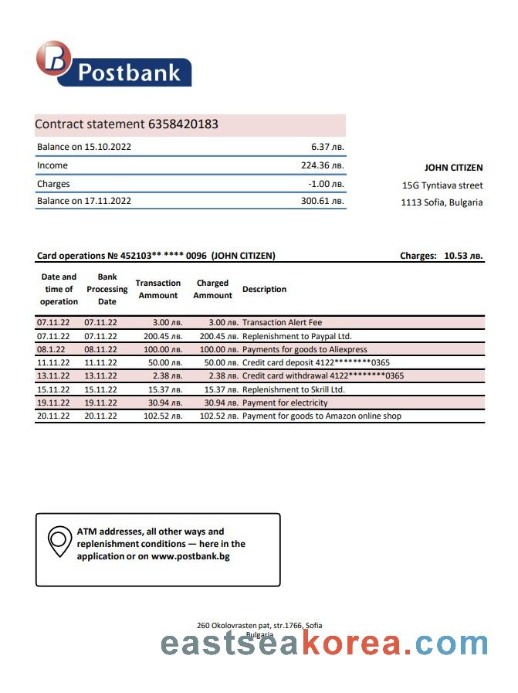 Postbank
Contract statement 6358420183
Balance on 15.10.2022 6.37 лв.
Income 224.36 лв.
Charges -1.00 лв.
Balance on 17.11.2022 300.61 лв.
JOHN CITIZEN
15G Tyntiava street
1113 Sofia, Bulgaria
Card operations № 452103** **** 0096 (JOHN CITIZEN) Charges: 10.53 лв.
Date and time of operation Bank Processing Date Transaction Amount Charged Amount Description
07.11.22 07.11.22 3.00 лв. 3.00 лв. Transaction Alert Fee
07.11.22 07.11.22 200.45 лв. 200.45 лв. Replenishment to Paypal Ltd.
08.1.22 08.11.22 100.00 лв. 100.00 лв. Payments for goods to Aliexpress
11.11.22 11.11.22 50.00 лв. 50.00 лв. Credit card deposit 4122********0365
13.11.22 13.11.22 2.38 лв. 2.38 лв. Credit card withdrawal 4122********0365
15.11.22 15.11.22 15.37 лв. 15.37 лв. Replenishment to Skrill Ltd.
19.11.22 19.11.22 30.94 лв. 30.94 лв. Payment for electricity
20.11.22 20.11.22 102.52 лв. 102.52 лв. Payment for goods to Amazon online shop
ATM addresses, all other ways and
replenishment conditions — here in the
application or on www.postbank.bg
260 Okolovrasten pat, str.1766, Sofia
Bulgaria
eastseakorea.com